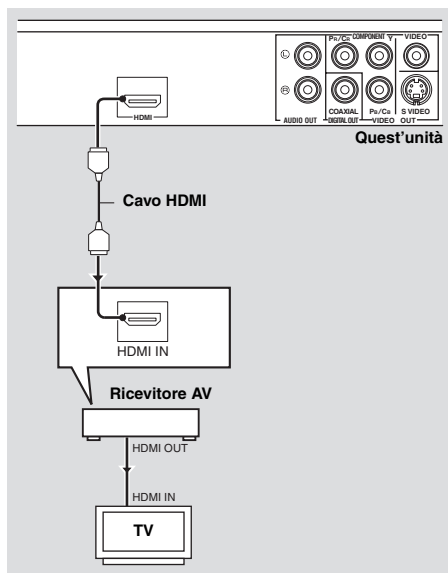 PR/CR COMPONENT Y VIDEO
L
R
HDMI
COAXIAL PB/CB S VIDEO
AUDIO OUT DIGITAL OUT VIDEO OUT
Quest'unità
Cavo HDMI
HDMI IN
Ricevitore AV
HDMI OUT
HDMI IN
TV